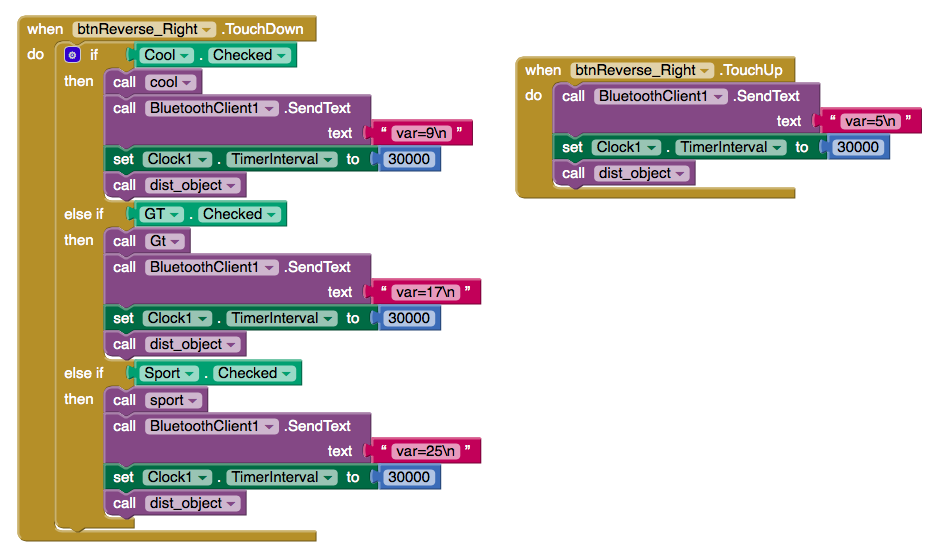 when btnReverse_Right .TouchDown
do if Cool . Checked
then call cool
call BluetoothClient1 .SendText
text “ var=9\n ”
set Clock1 . TimerInterval to 30000
call dist_object
else if GT . Checked
then call Gt
call BluetoothClient1 .SendText
text “ var=17\n ”
set Clock1 . TimerInterval to 30000
call dist_object
else if Sport . Checked
then call sport
call BluetoothClient1 .SendText
text “ var=25\n ”
set Clock1 . TimerInterval to 30000
call dist_object
when btnReverse_Right .TouchUp
do call BluetoothClient1 .SendText
text “ var=5\n ”
set Clock1 . TimerInterval to 30000
call dist_object